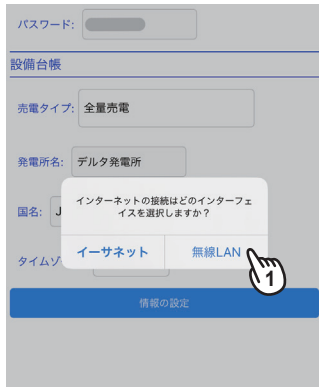 パスワード:
設備台帳
売電タイプ: 全量売電
発電所名: デルタ発電所
インターネットの接続はどのインターフェ
イスを選択しますか？
国名: J
イーサネット 無線LAN
タイムゾ
1
情報の設定